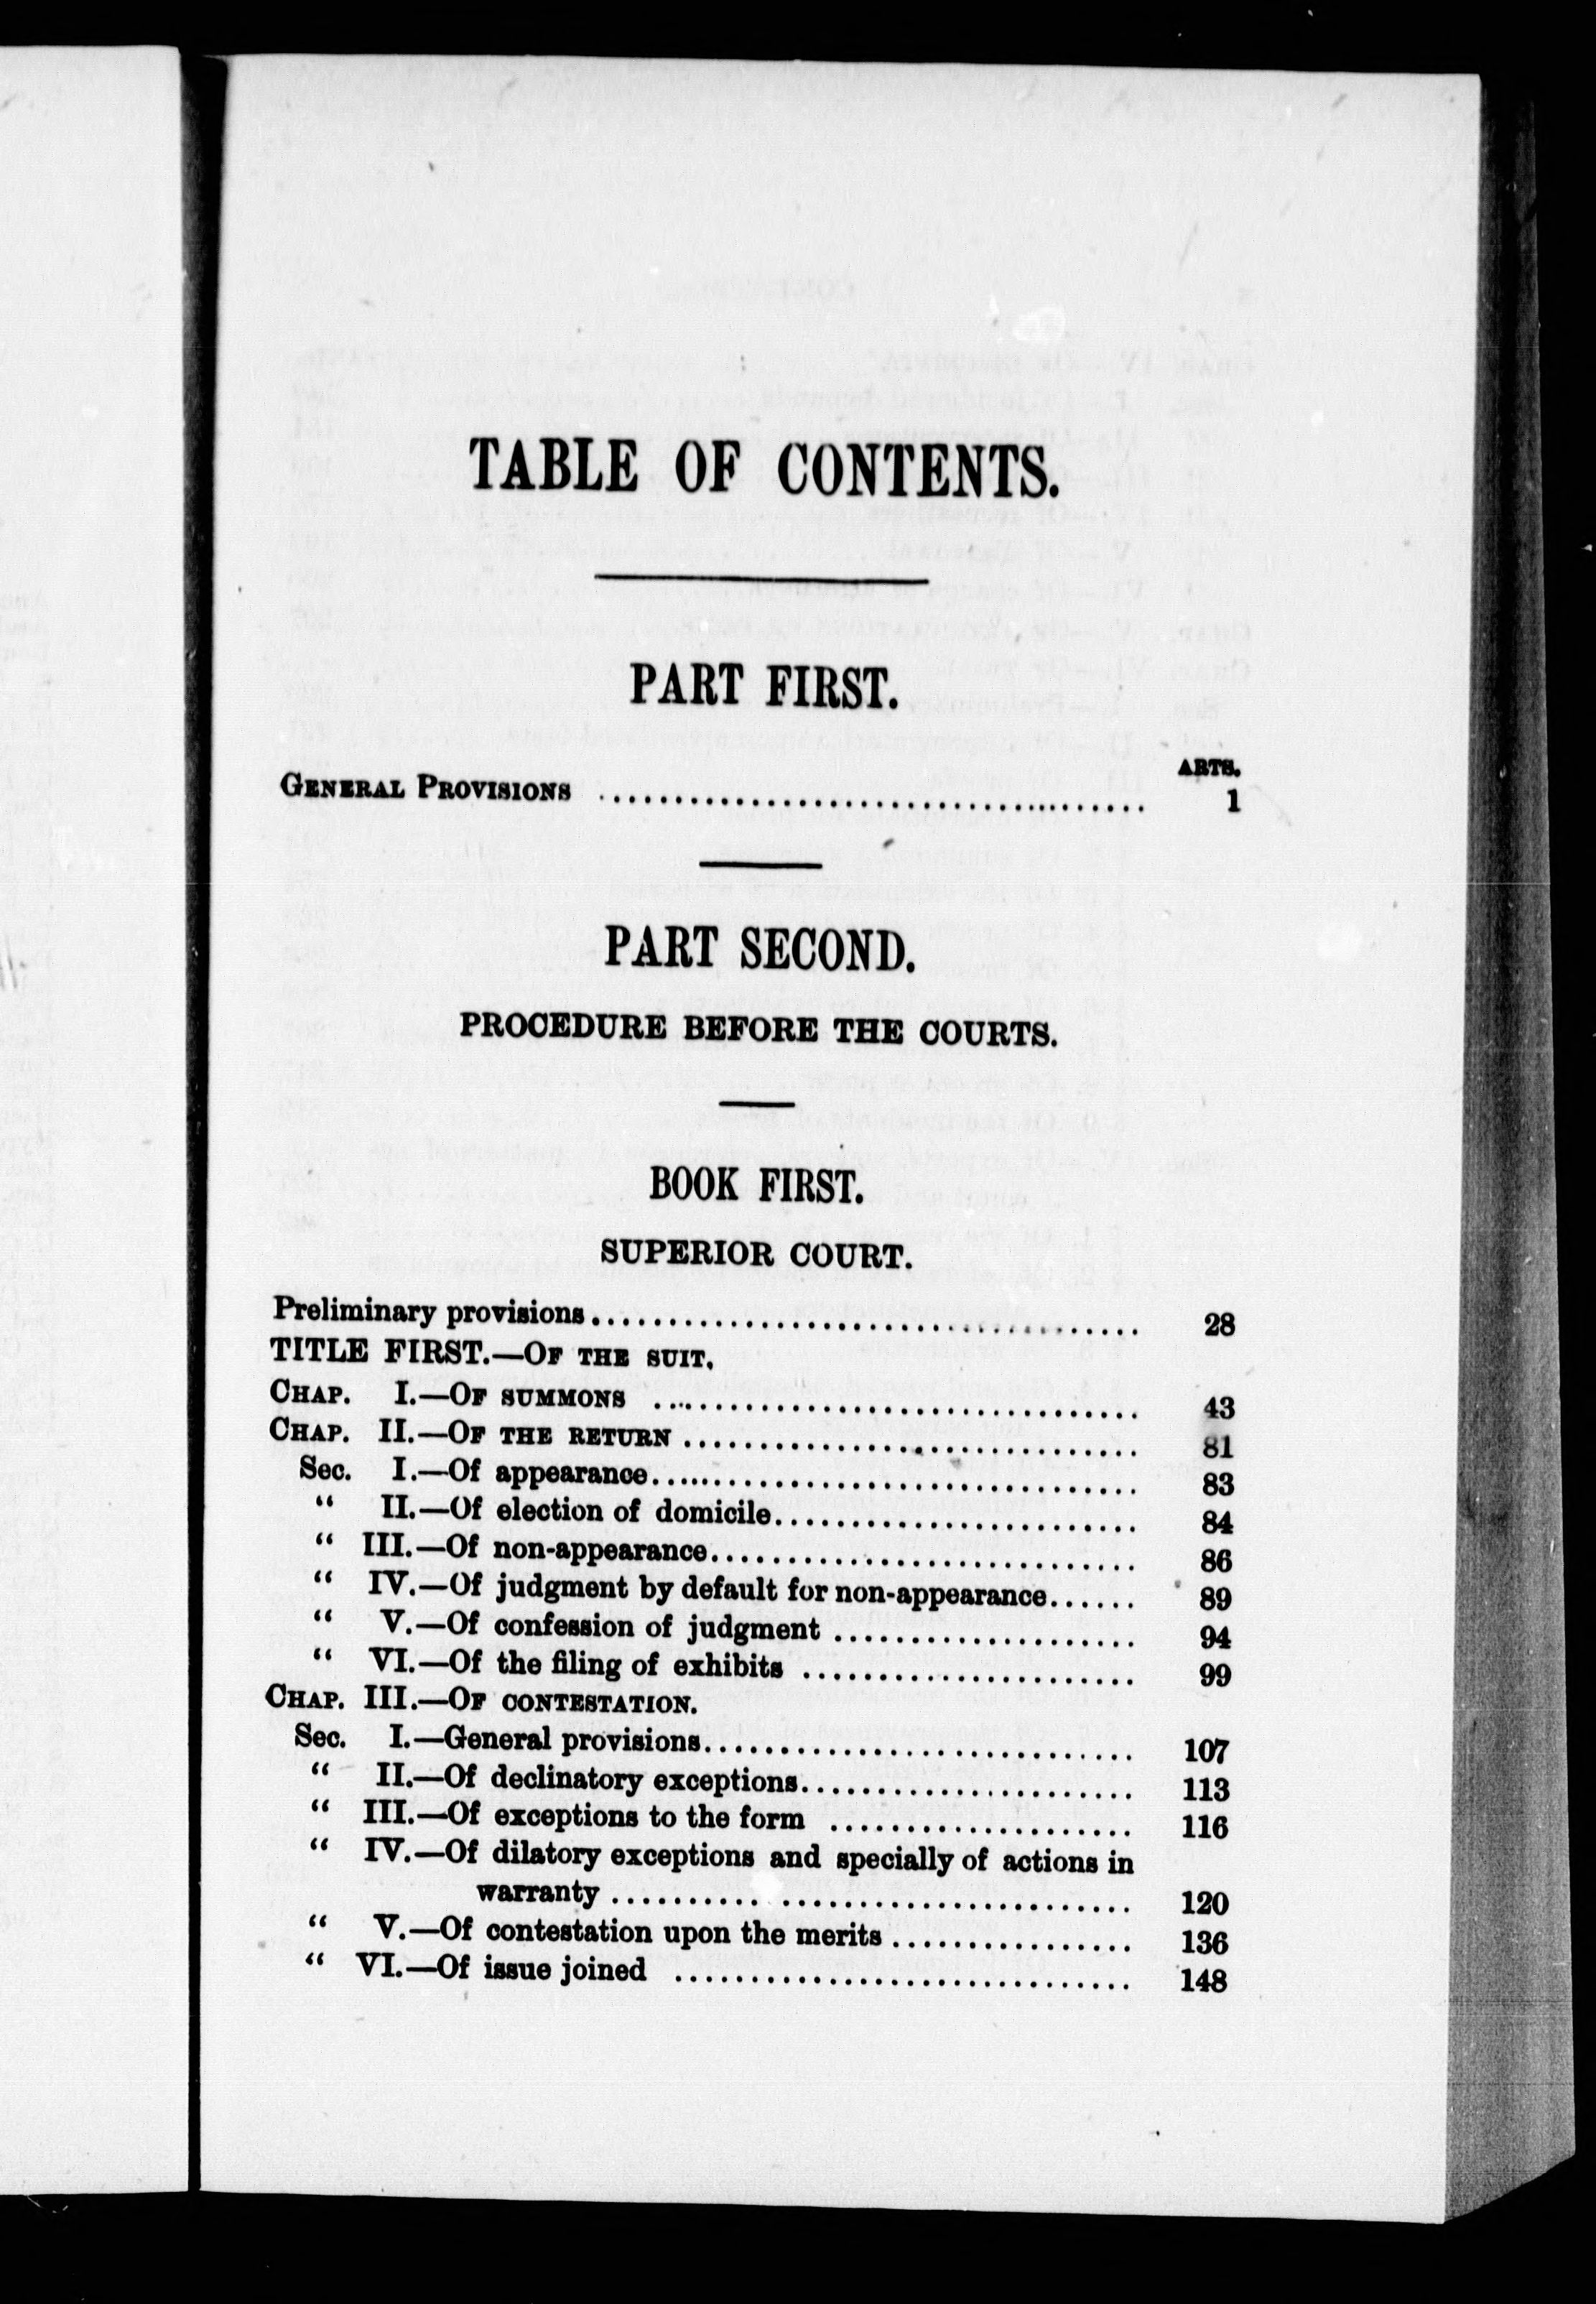 TABLE OF CONTENTS.
PART FIRST.
ARTS.
GENERAL PROVISIONS ........................................ 1
PART SECOND.
PROCEDURE BEFORE THE COURTS.
BOOK FIRST.
SUPERIOR COURT.
Preliminary provisions........................................ 28
TITLE FIRST.—OF THE SUIT.
CHAP. I.—OF SUMMONS ........................................ 43
CHAP. II.—OF THE RETURN ........................................ 81
Sec. I.—Of appearance........................................ 83
“ II.—Of election of domicile.............................. 84
“ III.—Of non-appearance.............................. 86
“ IV.—Of judgment by default for non-appearance...... 89
“ V.—Of confession of judgment .................... 94
“ VI.—Of the filing of exhibits ...................... 99
CHAP. III.—OF CONTESTATION.
Sec. I.—General provisions.............................. 107
“ II.—Of declinatory exceptions...................... 113
“ III.—Of exceptions to the form .................... 116
“ IV.—Of dilatory exceptions and specially of actions in
warranty .................................. 120
“ V.—Of contestation upon the merits ................ 136
“ VI.—Of issue joined .............................. 148